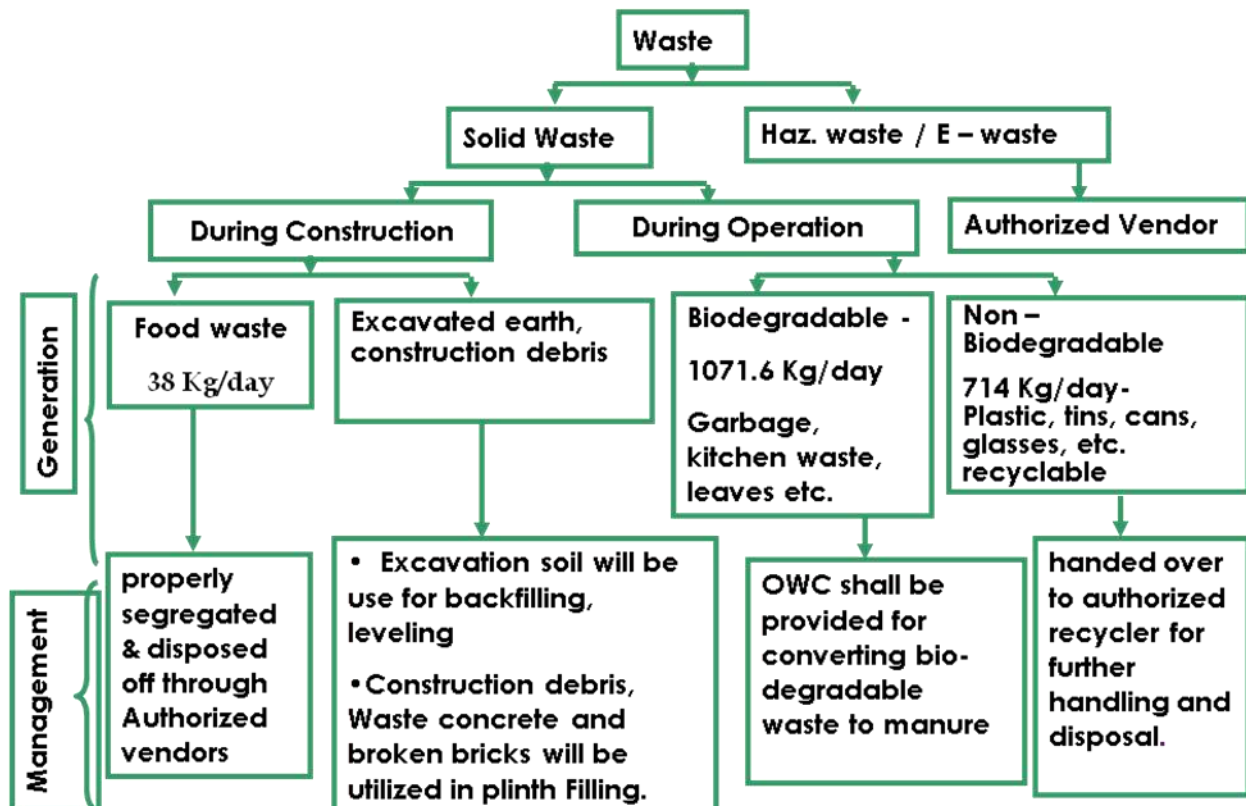 Waste
Solid Waste
Haz. waste / E – waste
During Construction
During Operation
Authorized Vendor
Generation
Food waste
38 Kg/day
Excavated earth,
construction debris
Biodegradable -
1071.6 Kg/day
Garbage,
kitchen waste,
leaves etc.
Non –
Biodegradable
714 Kg/day-
Plastic, tins, cans,
glasses, etc.
recyclable
Management
properly
segregated
& disposed
off through
Authorized
vendors
• Excavation soil will be
use for backfilling,
leveling
•Construction debris,
Waste concrete and
broken bricks will be
utilized in plinth Filling.
OWC shall be
provided for
converting bio-
degradable
waste to manure
handed over
to authorized
recycler for
further
handling and
disposal.